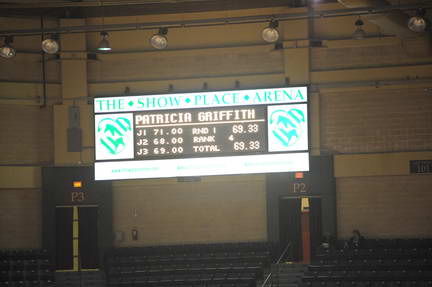 THE ♦ SHOW ♦ PLACE ♦ ARENA
PATRICIA GRIFFITH
J1 71.00 RND 1 69.33
J2 68.00 RANK 4
J3 69.00 TOTAL 69.33
P3
P2